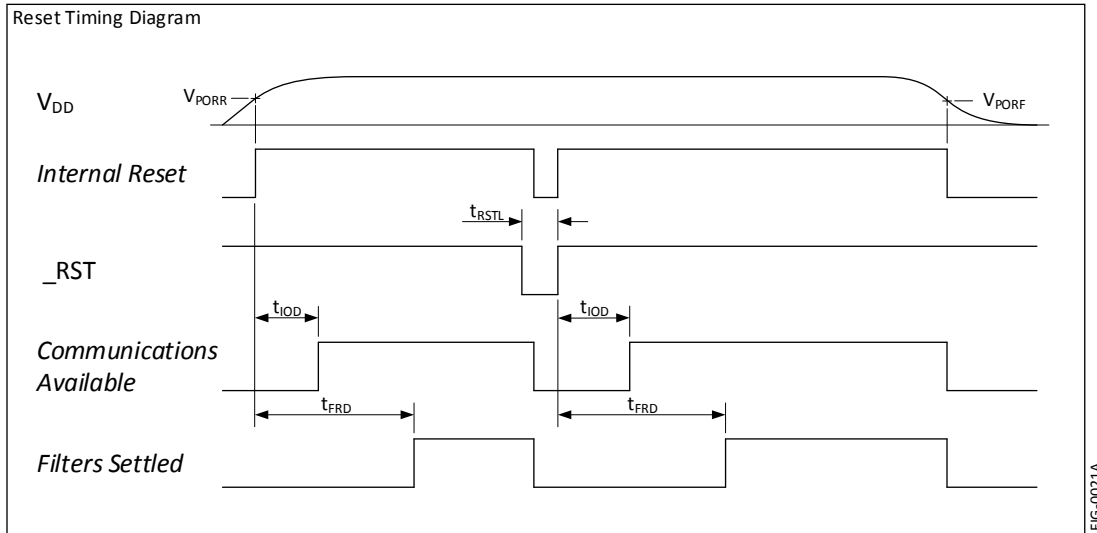 Reset Timing Diagram
VDD
VPORR
VPORF
Internal Reset
tRSTL
_RST
tIOD
tIOD
Communications
Available
tFRD
tFRD
Filters Settled
FIG-0021A